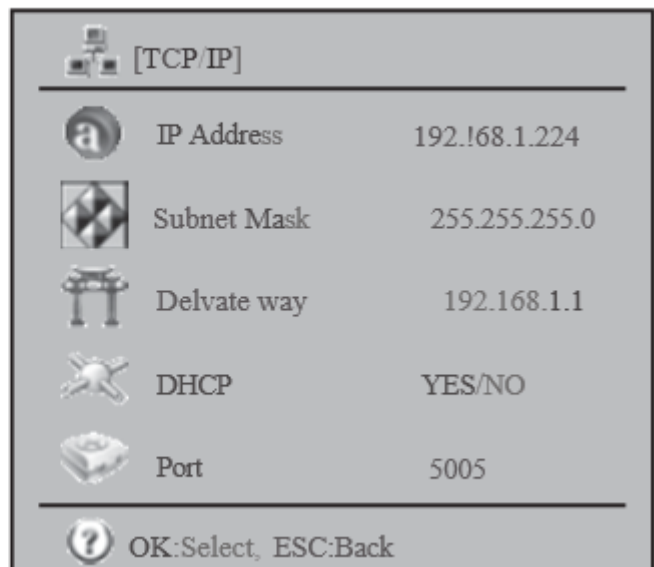 [TCP/IP]
IP Address 192.!68.1.224
Subnet Mask 255.255.255.0
Delvate way 192.168.1.1
DHCP YES/NO
Port 5005
OK:Select, ESC:Back